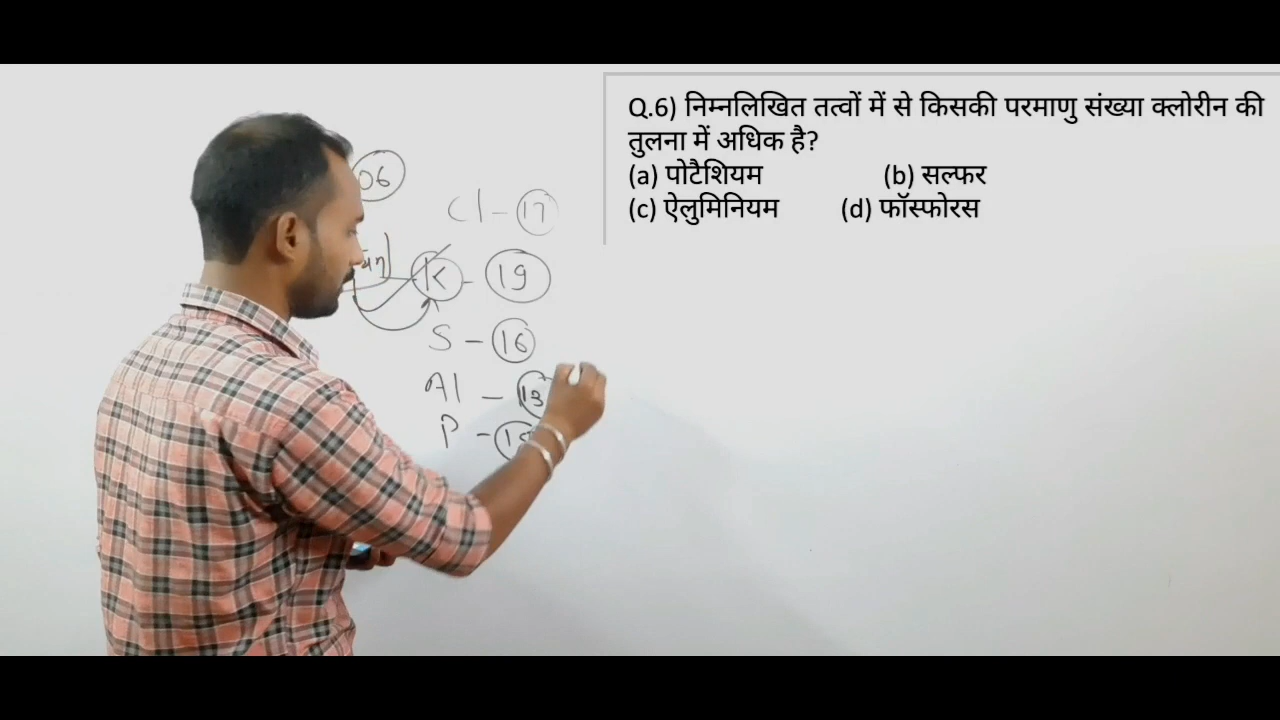 Q.6) निम्नलिखित तत्वों में से किसकी परमाणु संख्या क्लोरीन की
तुलना में अधिक है?
(a) पोटैशियम (b) सल्फर
(c) ऐलुमिनियम (d) फॉस्फोरस
06
Cl - 17
K - 19
S - 16
Al - 13
P - 15